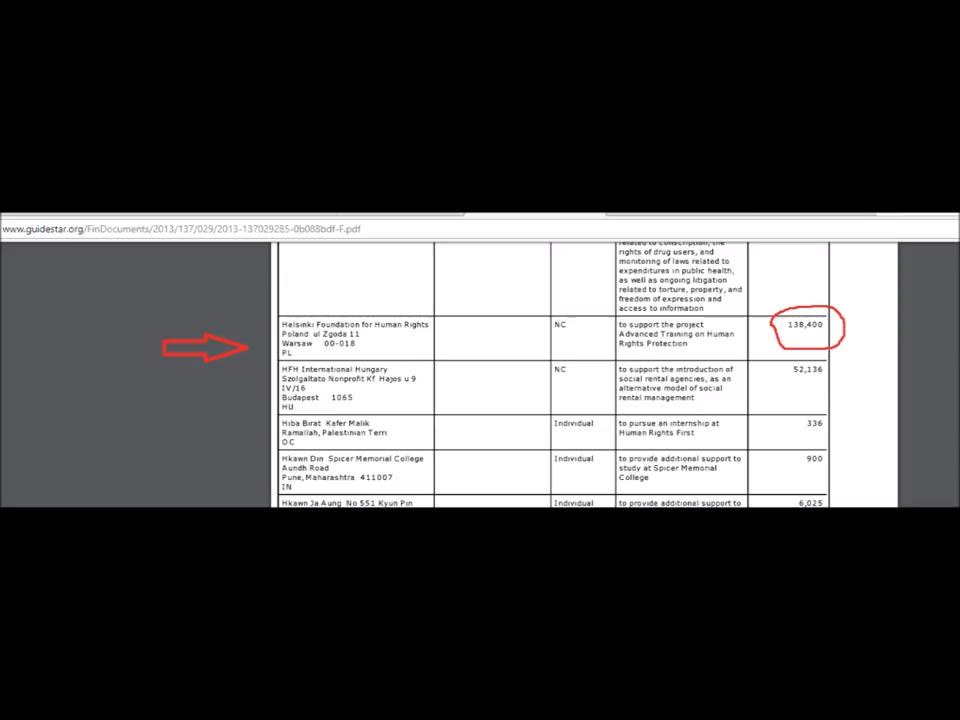 www.guidestar.org/FinDocuments/2013/137/029/2013-137029285-0b088bdf-F.pdf
related to conscription, the
rights of drug users, and
monitoring of laws related to
expenditures in public health,
as well as ongoing litigation
related to torture, property, and
freedom of expression and
access to information
Helsinki Foundation for Human Rights
Poland ul Zgoda 11
Warsaw 00-018
PL
NC
to support the project
Advanced Training on Human
Rights Protection
138,400
HFH International Hungary
Szolgaltato Nonprofit Kf Hajos u 9
IV/16
Budapest 1065
HU
NC
to support the introduction of
social rental agencies, as an
alternative model of social
rental management
52,136
Hiba Birat Kafer Malik
Ramallah, Palestinian Terri
OC
Individual
to pursue an internship at
Human Rights First
336
Hkawn Din Spicer Memorial College
Aundh Road
Pune, Maharashtra 411007
IN
Individual
to provide additional support to
study at Spicer Memorial
College
900
Hkawn Ja Aung No 551 Kyun Pin
Individual
to provide additional support to
6,025